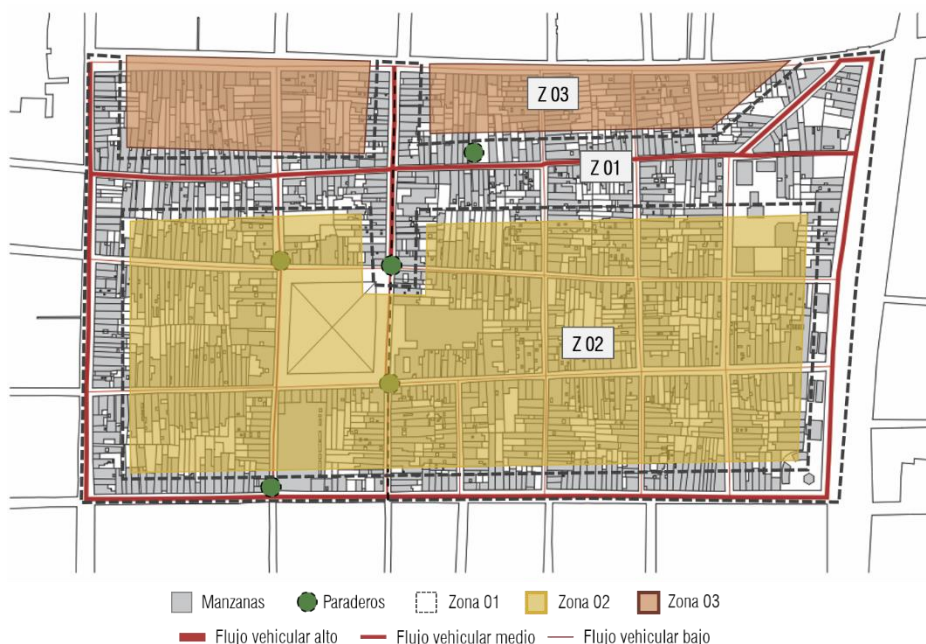 Z 03
Z 01
Z 02
Manzanas Paraderos Zona 01 Zona 02 Zona 03
Flujo vehicular alto Flujo vehicular medio Flujo vehicular bajo